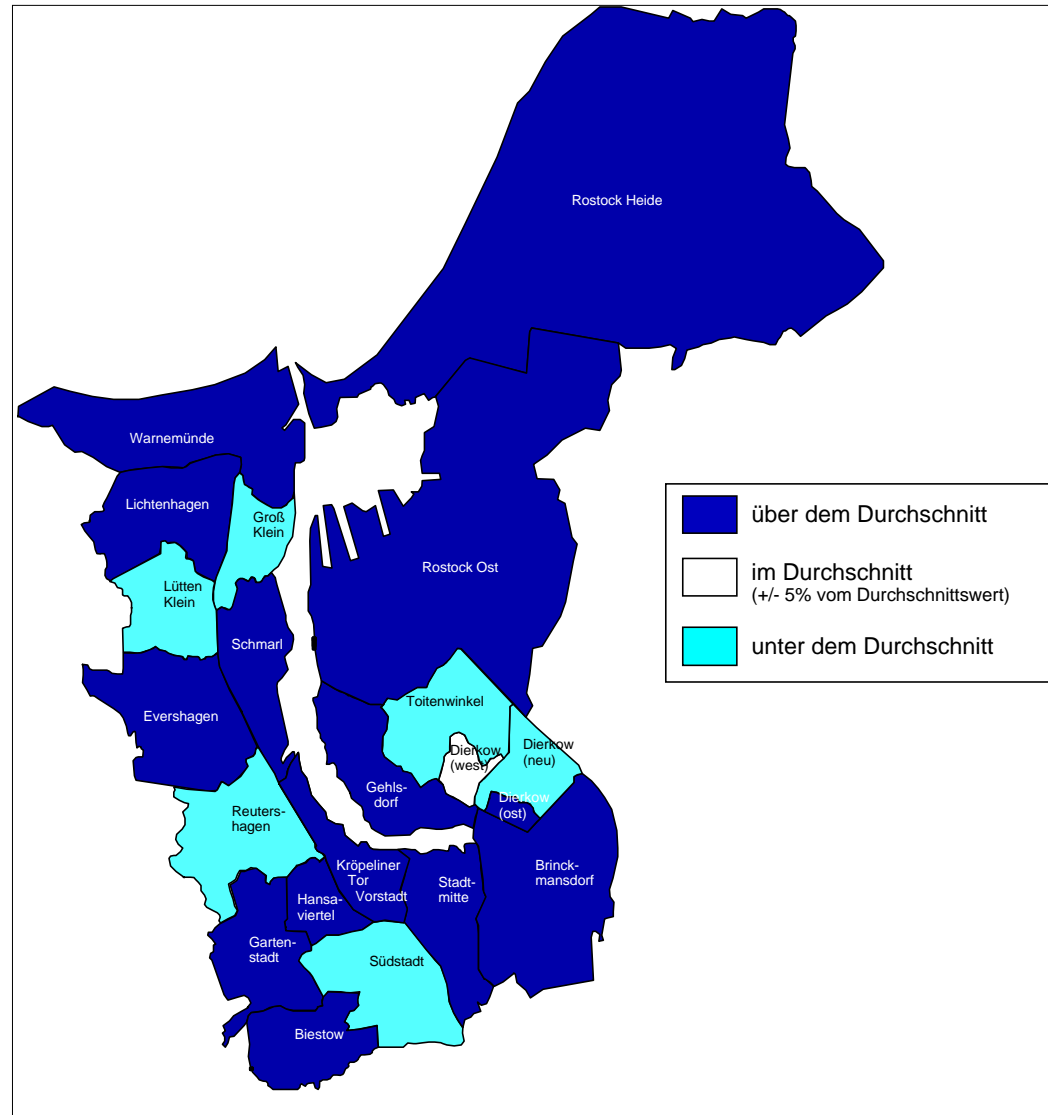 Rostock Heide
Warnemünde
Lichtenhagen
Groß
Klein
über dem Durchschnitt
Rostock Ost
im Durchschnitt
(+/- 5% vom Durchschnittswert)
Lütten
Klein
Schmarl
unter dem Durchschnitt
Toitenwinkel
Evershagen
Dierkow
(west)
Dierkow
(neu)
Gehls-
dorf
Dierkow
(ost)
Reuters-
hagen
Kröpeliner
Tor
Vorstadt
Stadt-
mitte
Brinck-
mansdorf
Hansa-
viertel
Garten-
stadt
Südstadt
Biestow